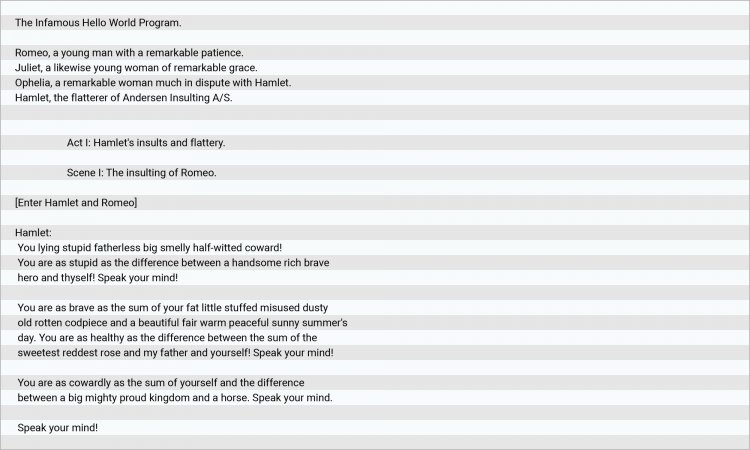 The Infamous Hello World Program.
Romeo, a young man with a remarkable patience.
Juliet, a likewise young woman of remarkable grace.
Ophelia, a remarkable woman much in dispute with Hamlet.
Hamlet, the flatterer of Andersen Insulting A/S.
Act I: Hamlet's insults and flattery.
Scene I: The insulting of Romeo.
[Enter Hamlet and Romeo]
Hamlet:
You lying stupid fatherless big smelly half-witted coward!
You are as stupid as the difference between a handsome rich brave
hero and thyself! Speak your mind!
You are as brave as the sum of your fat little stuffed misused dusty
old rotten codpiece and a beautiful fair warm peaceful sunny summer's
day. You are as healthy as the difference between the sum of the
sweetest reddest rose and my father and yourself! Speak your mind!
You are as cowardly as the sum of yourself and the difference
between a big mighty proud kingdom and a horse. Speak your mind.
Speak your mind!